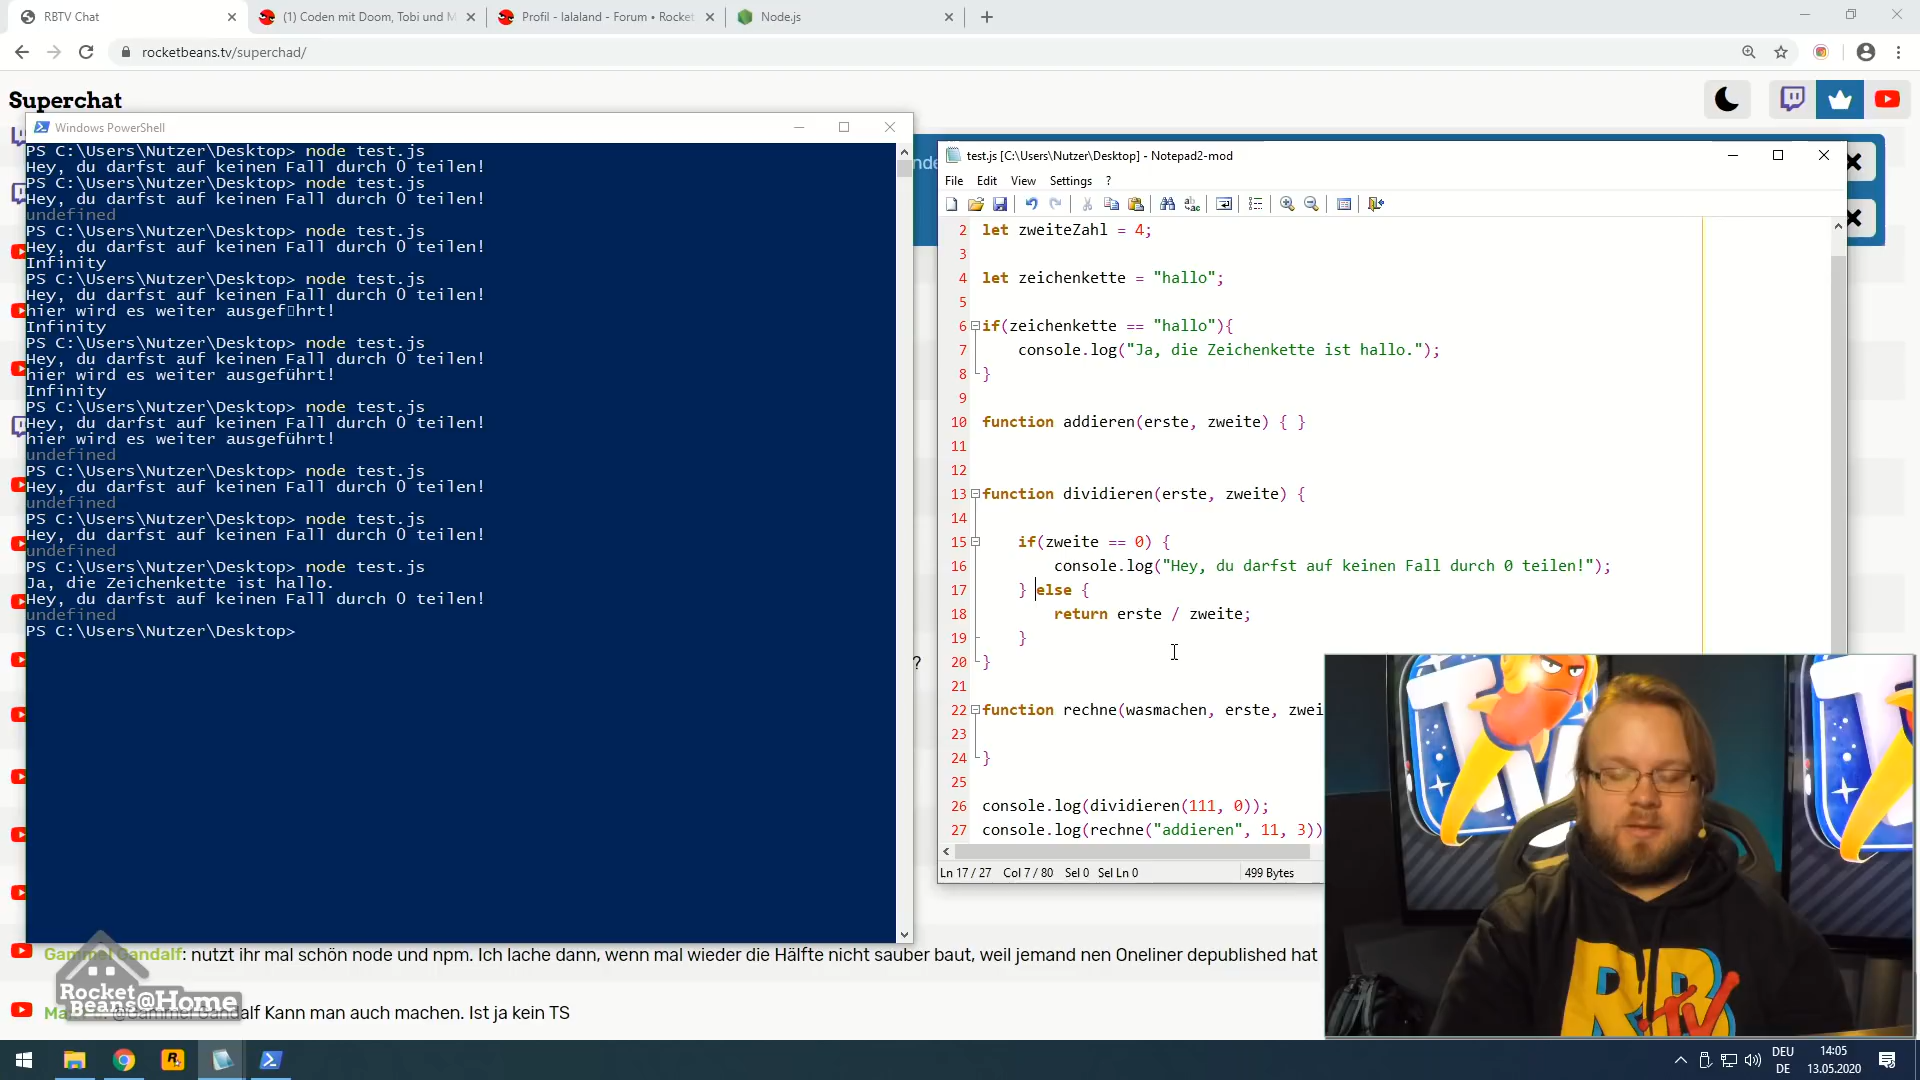 RBTV Chat
(1) Coden mit Doom, Tobi und M
Profil - lalaland - Forum • Rocket
Node.js
rocketbeans.tv/superchad/
Superchat
Windows PowerShell
PS C:\Users\Nutzer\Desktop> node test.js
Hey, du darfst auf keinen Fall durch 0 teilen!
PS C:\Users\Nutzer\Desktop> node test.js
Hey, du darfst auf keinen Fall durch 0 teilen!
undefined
PS C:\Users\Nutzer\Desktop> node test.js
Hey, du darfst auf keinen Fall durch 0 teilen!
Infinity
PS C:\Users\Nutzer\Desktop> node test.js
Hey, du darfst auf keinen Fall durch 0 teilen!
hier wird es weiter ausgef▯hrt!
Infinity
PS C:\Users\Nutzer\Desktop> node test.js
Hey, du darfst auf keinen Fall durch 0 teilen!
hier wird es weiter ausgeführt!
Infinity
PS C:\Users\Nutzer\Desktop> node test.js
Hey, du darfst auf keinen Fall durch 0 teilen!
hier wird es weiter ausgeführt!
undefined
PS C:\Users\Nutzer\Desktop> node test.js
Hey, du darfst auf keinen Fall durch 0 teilen!
undefined
PS C:\Users\Nutzer\Desktop> node test.js
Hey, du darfst auf keinen Fall durch 0 teilen!
undefined
PS C:\Users\Nutzer\Desktop> node test.js
Ja, die Zeichenkette ist hallo.
Hey, du darfst auf keinen Fall durch 0 teilen!
undefined
PS C:\Users\Nutzer\Desktop>
nde
?
test.js [C:\Users\Nutzer\Desktop] - Notepad2-mod
File Edit View Settings ?
2 let zweiteZahl = 4;
3
4 let zeichenkette = "hallo";
5
6 if(zeichenkette == "hallo"){
7 console.log("Ja, die Zeichenkette ist hallo.");
8 }
9
10 function addieren(erste, zweite) { }
11
12
13 function dividieren(erste, zweite) {
14
15 if(zweite == 0) {
16 console.log("Hey, du darfst auf keinen Fall durch 0 teilen!");
17 } else {
18 return erste / zweite;
19 }
20 }
21
22 function rechne(wasmachen, erste, zwei
23
24 }
25
26 console.log(dividieren(111, 0));
27 console.log(rechne("addieren", 11, 3))
Ln 17 / 27 Col 7 / 80 Sel 0 Sel Ln 0 499 Bytes
Gammel Gandalf: nutzt ihr mal schön node und npm. Ich lache dann, wenn mal wieder die Hälfte nicht sauber baut, weil jemand nen Oneliner depublished hat
@Gammel Gandalf Kann man auch machen. Ist ja kein TS
Rocket
Beans@Home
RB
TV
DEU
DE
14:05
13.05.2020